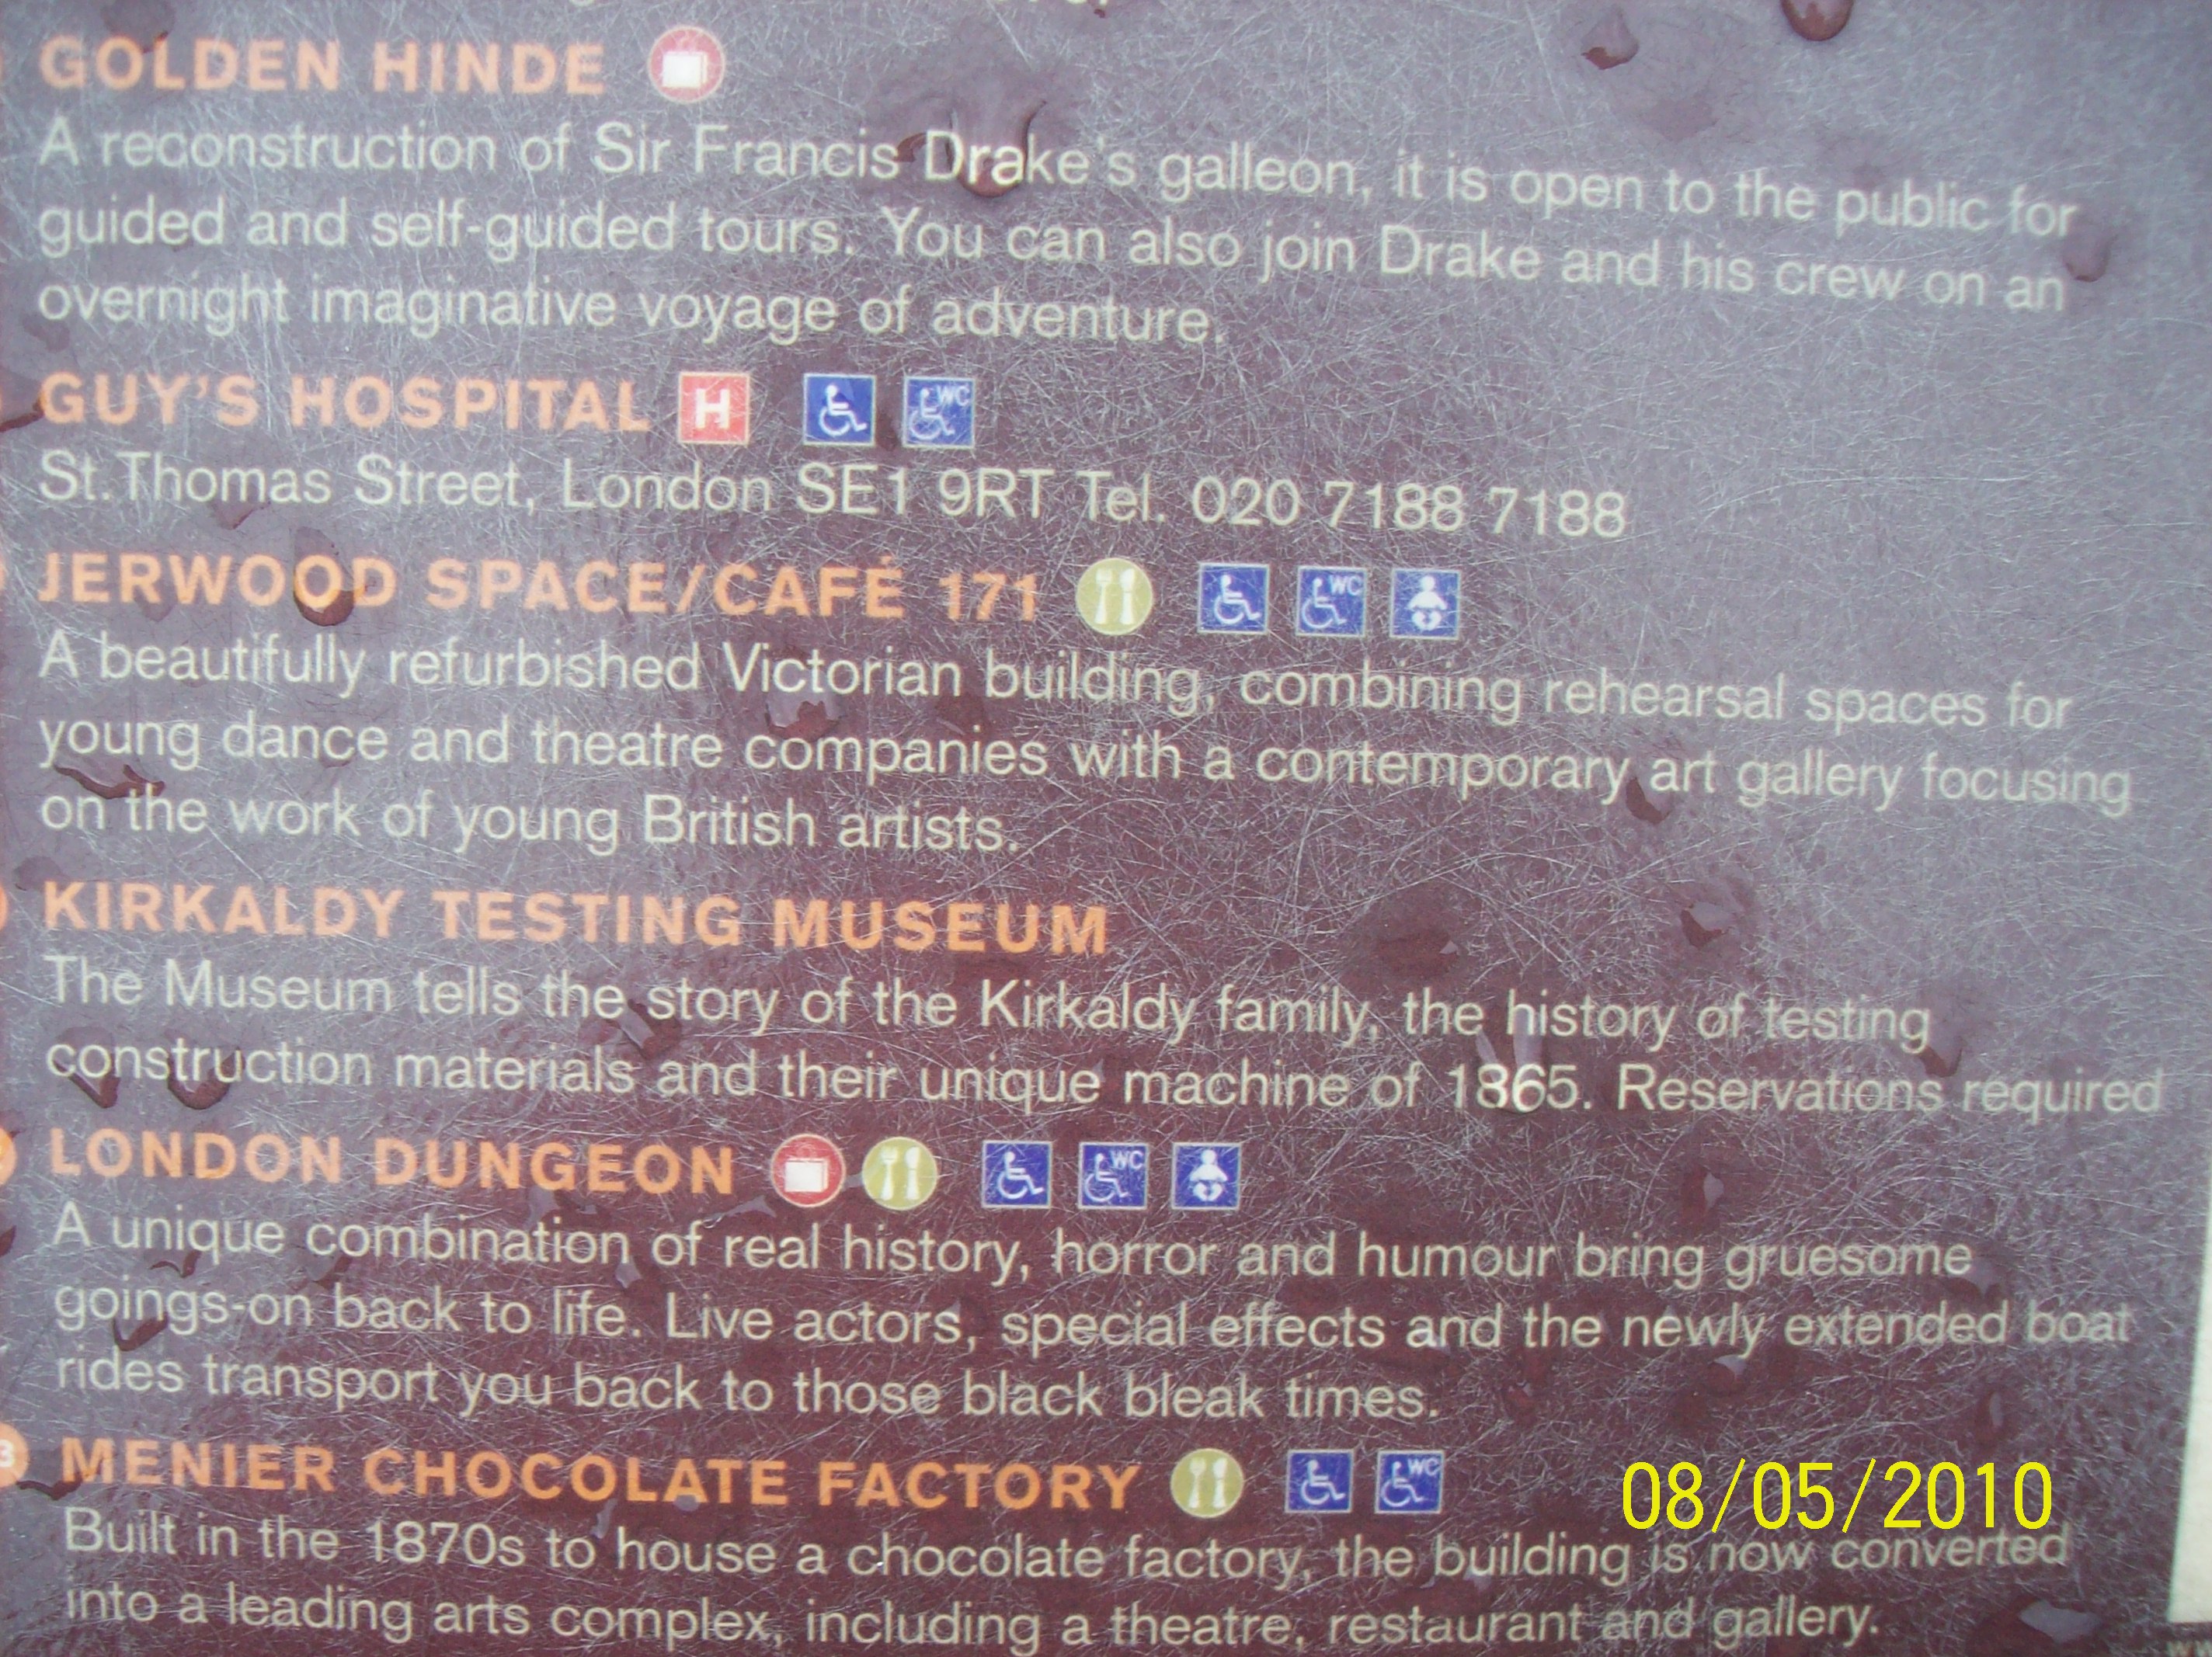 GOLDEN HINDE
A reconstruction of Sir Francis Drake's galleon, it is open to the public for
guided and self-guided tours. You can also join Drake and his crew on an
overnight imaginative voyage of adventure.
GUY'S HOSPITAL H WC
St.Thomas Street, London SE1 9RT Tel. 020 7188 7188
JERWOOD SPACE/CAFÉ 171 WC
A beautifully refurbished Victorian building, combining rehearsal spaces for
young dance and theatre companies with a contemporary art gallery focusing
on the work of young British artists.
KIRKALDY TESTING MUSEUM
The Museum tells the story of the Kirkaldy family, the history of testing
construction materials and their unique machine of 1865. Reservations required
LONDON DUNGEON WC
A unique combination of real history, horror and humour bring gruesome
goings-on back to life. Live actors, special effects and the newly extended boat
rides transport you back to those black bleak times.
3 MENIER CHOCOLATE FACTORY WC
08/05/2010
Built in the 1870s to house a chocolate factory, the building is now converted
into a leading arts complex, including a theatre, restaurant and gallery.